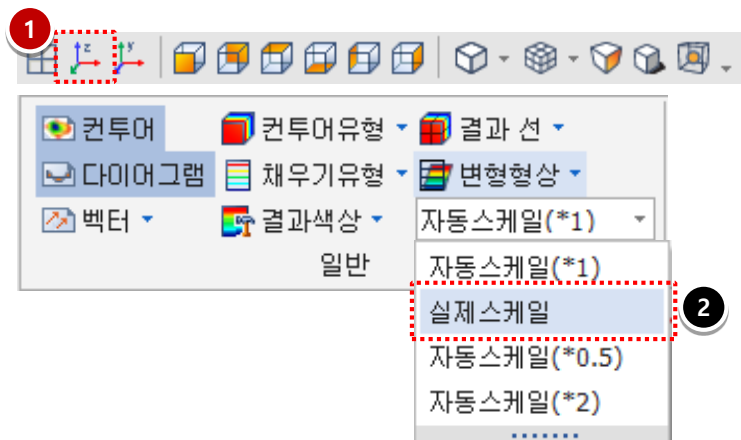 1
z
y
컨투어 컨투어유형 결과 선
다이어그램 채우기유형 변형형상
벡터 결과색상 자동스케일(*1)
일반
자동스케일(*1)
실제스케일
2
자동스케일(*0.5)
자동스케일(*2)